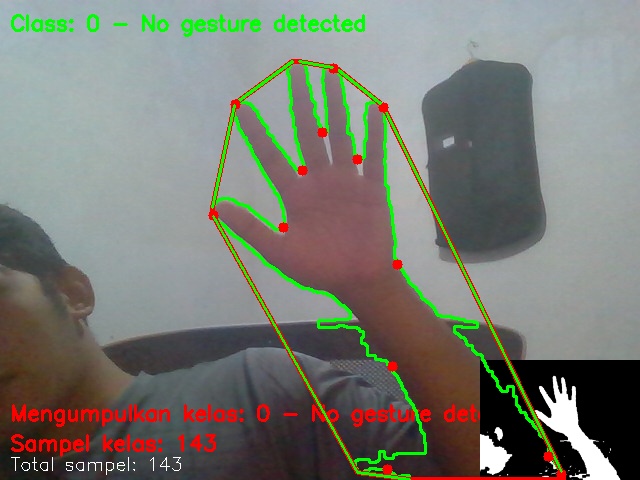 Class: 0 - No gesture detected
Mengumpulkan kelas: 0 - No gesture det
Sampel kelas: 143
Total sampel: 143